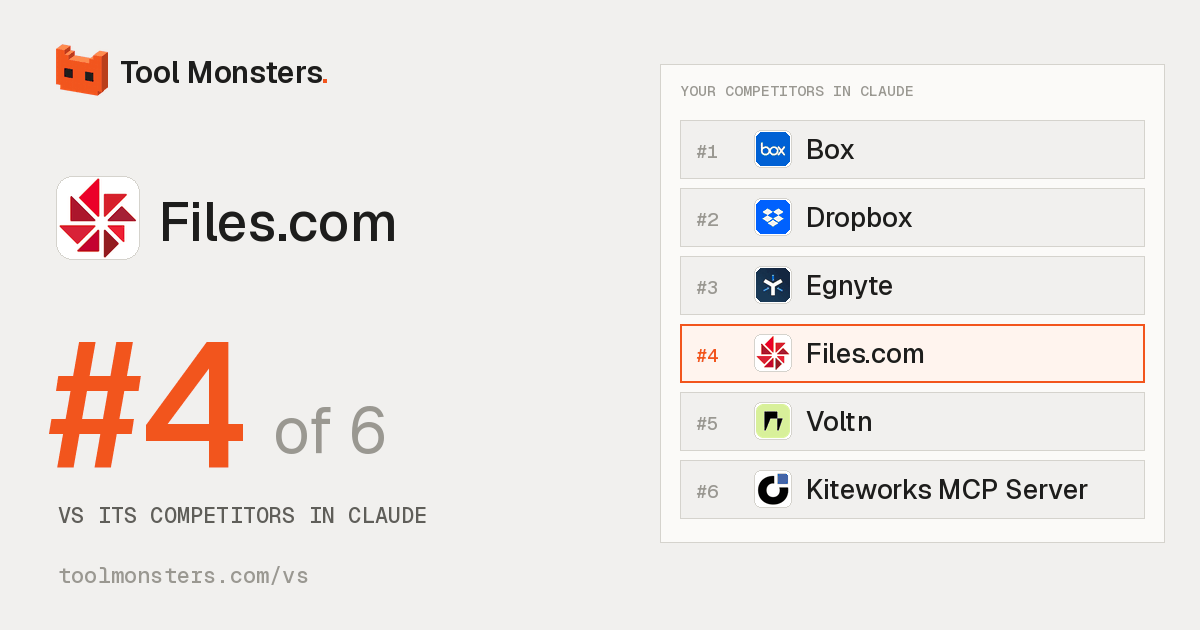 Tool Monsters.
Files.com
#4 of 6
VS ITS COMPETITORS IN CLAUDE
toolmonsters.com/vs
YOUR COMPETITORS IN CLAUDE
#1 box Box
#2 Dropbox
#3 Egnyte
#4 Files.com
#5 Voltn
#6 Kiteworks MCP Server